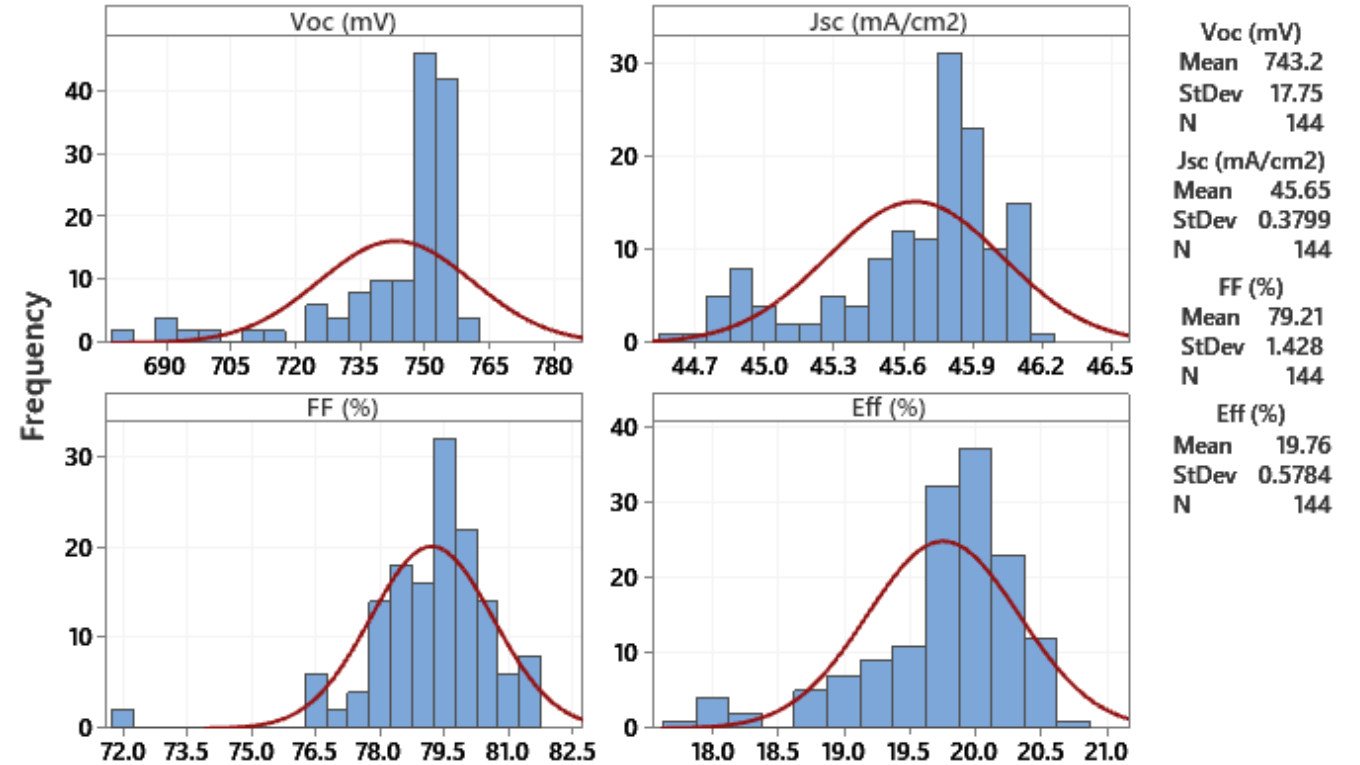 Voc (mV)
40
30
20
10
0
690 705 720 735 750 765 780
Jsc (mA/cm2)
30
20
10
0
44.7 45.0 45.3 45.6 45.9 46.2 46.5
Frequency
FF (%)
30
20
10
0
72.0 73.5 75.0 76.5 78.0 79.5 81.0 82.5
Eff (%)
40
30
20
10
0
18.0 18.5 19.0 19.5 20.0 20.5 21.0
Voc (mV)
Mean 743.2
StDev 17.75
N 144
Jsc (mA/cm2)
Mean 45.65
StDev 0.3799
N 144
FF (%)
Mean 79.21
StDev 1.428
N 144
Eff (%)
Mean 19.76
StDev 0.5784
N 144